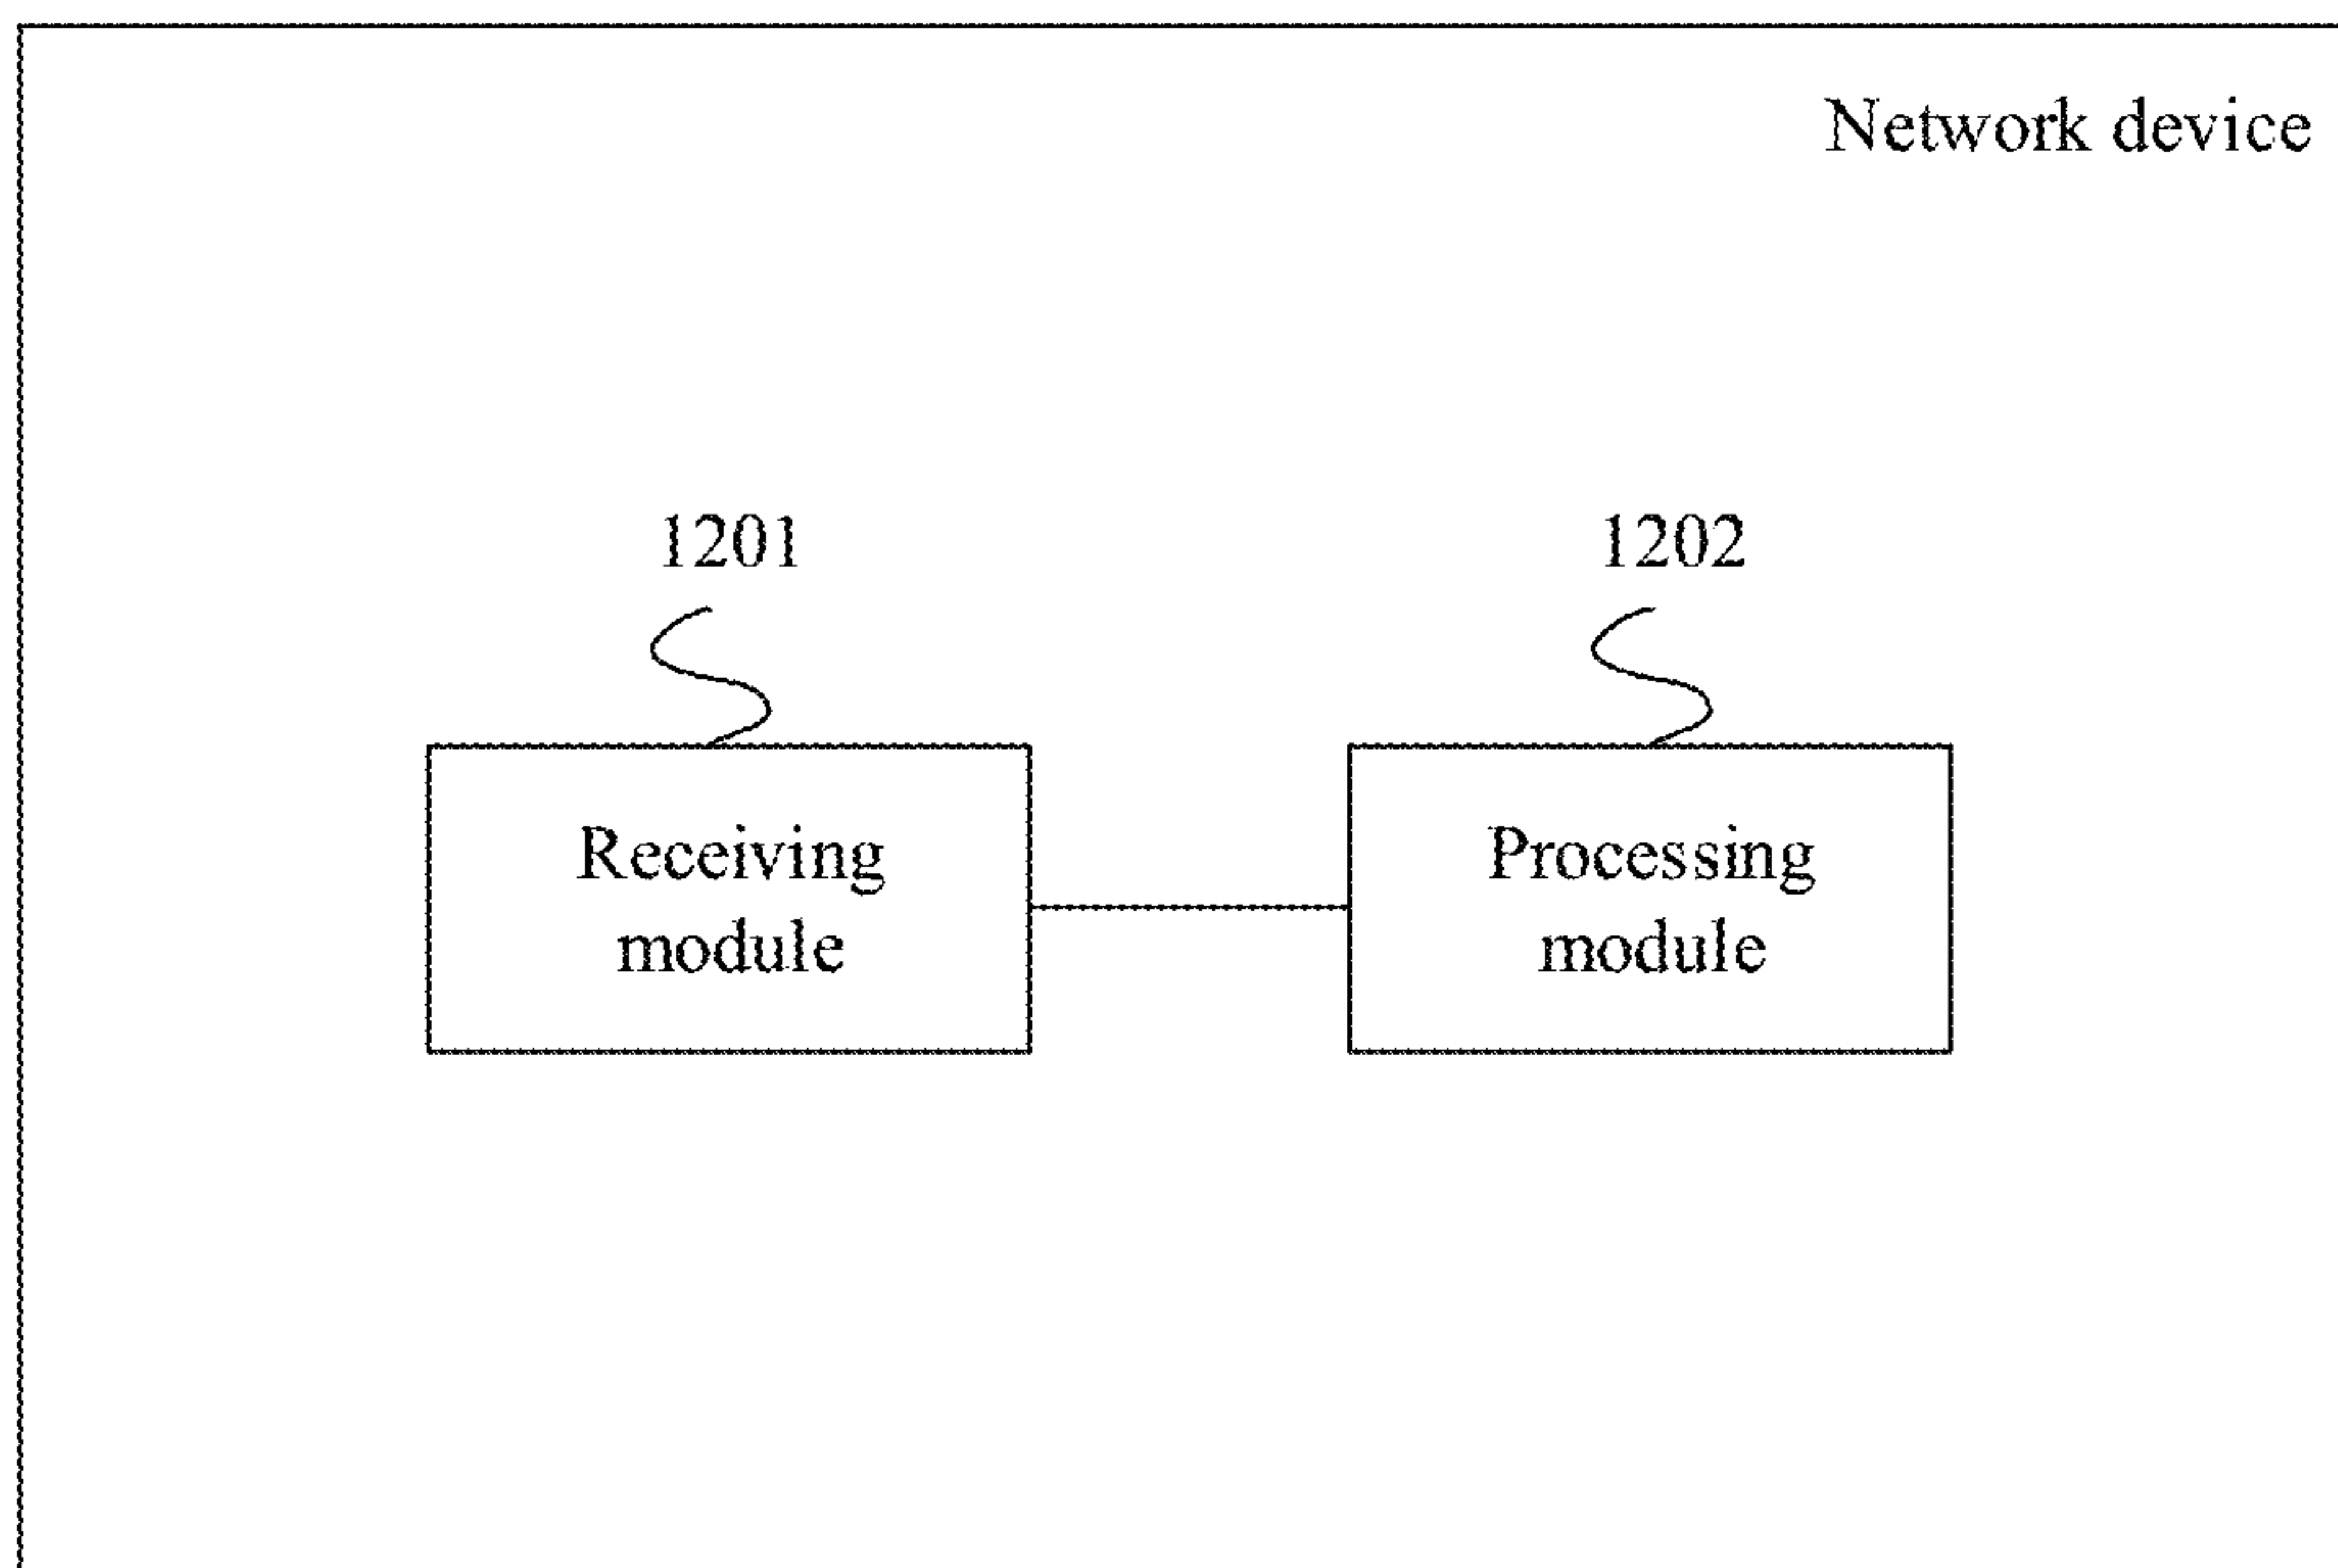 Network device
1201
1202
Receiving
module
Processing
module